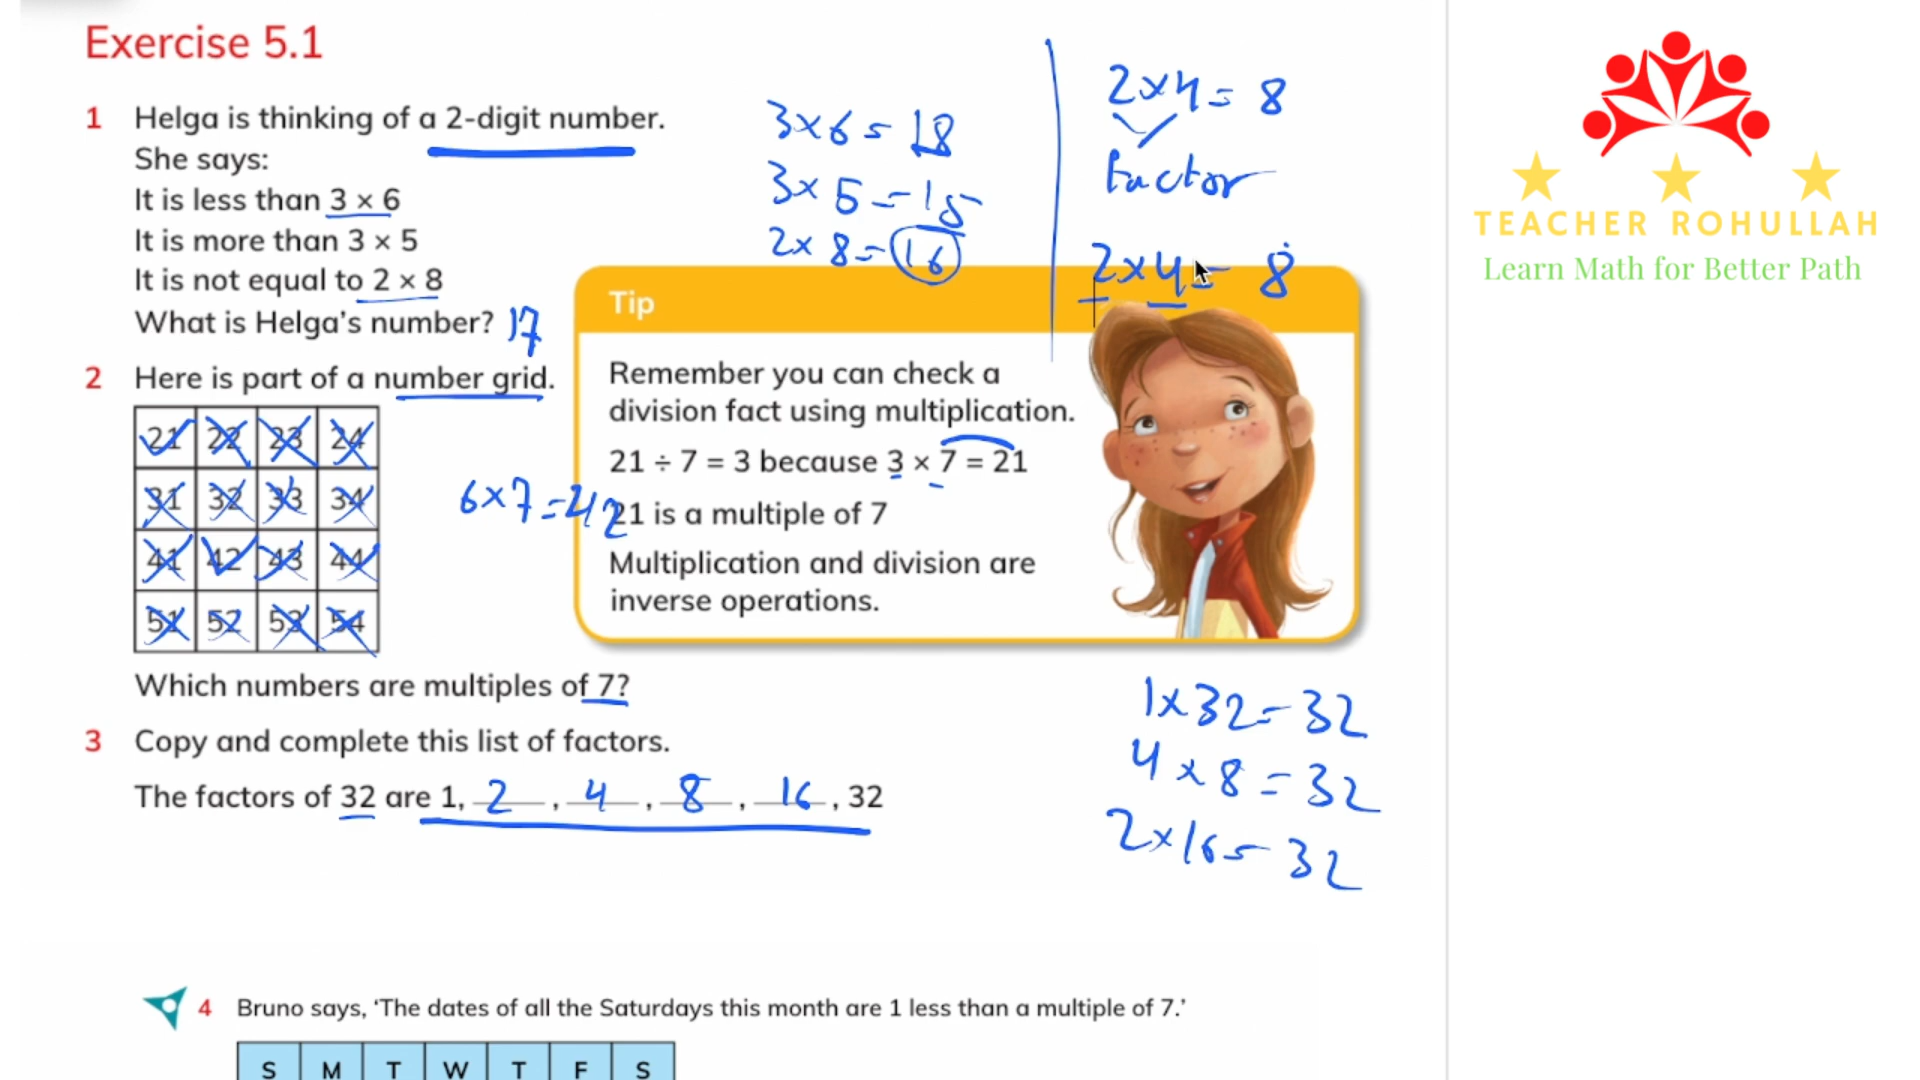 Exercise 5.1
1 Helga is thinking of a 2-digit number.
She says:
It is less than 3 × 6
It is more than 3 × 5
It is not equal to 2 × 8
What is Helga's number? 17
3×6=18
3×5=15
2×8=16
2×4=8
factor
2×4=8
TEACHER ROHULLAH
Learn Math for Better Path
2 Here is part of a number grid.
21 22 23 24
31 32 33 34
41 42 43 44
51 52 53 54
6×7=42
Tip
Remember you can check a
division fact using multiplication.
21 ÷ 7 = 3 because 3 × 7 = 21
21 is a multiple of 7
Multiplication and division are
inverse operations.
Which numbers are multiples of 7?
3 Copy and complete this list of factors.
The factors of 32 are 1, 2, 4, 8, 16, 32
1×32=32
4×8=32
2×16=32
4 Bruno says, 'The dates of all the Saturdays this month are 1 less than a multiple of 7.'
S M T W T F S